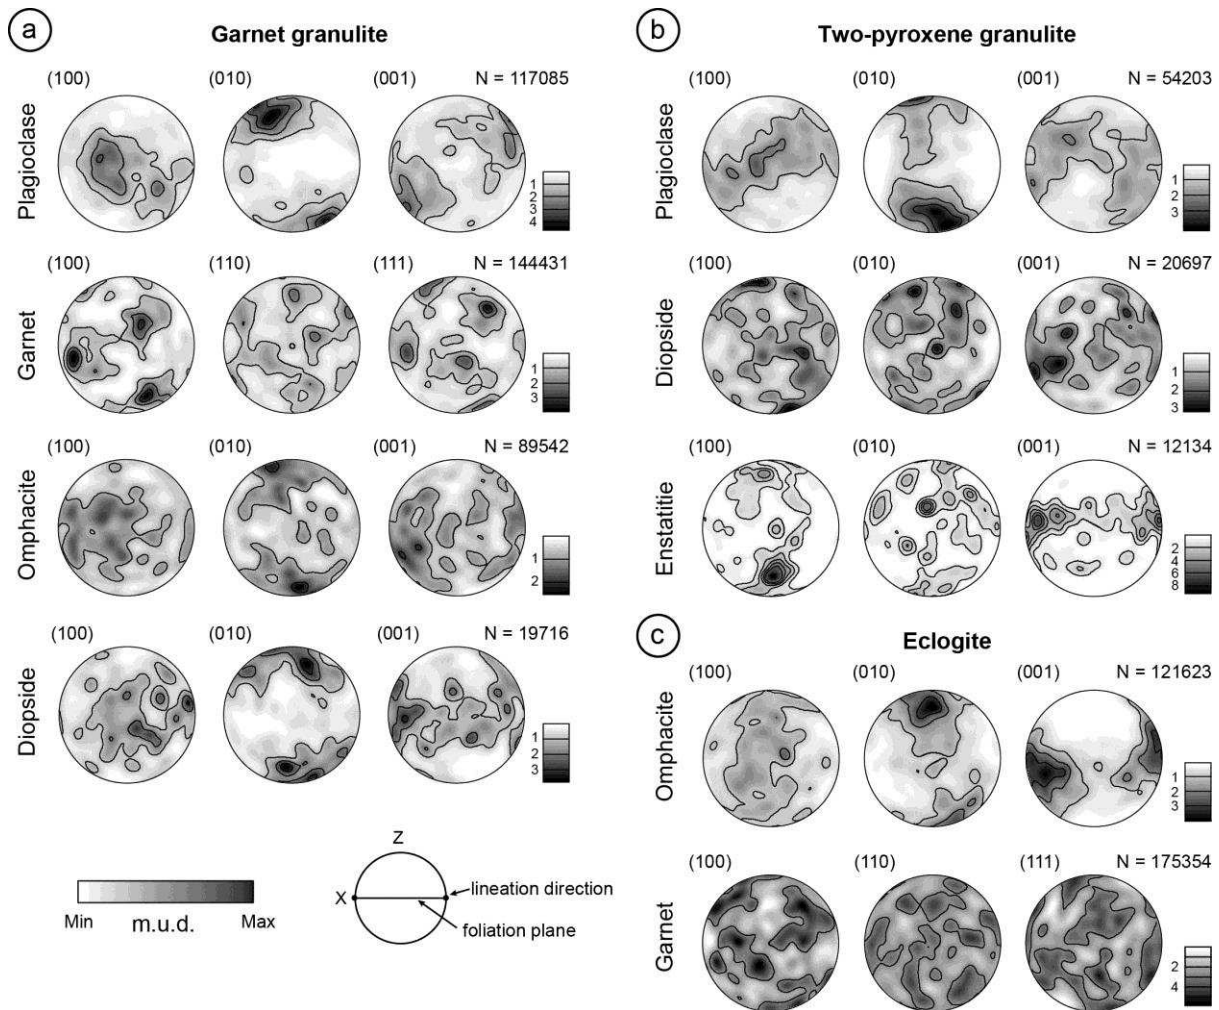 a
Garnet granulite
Plagioclase
(100) (010) (001) N = 117085
1
2
3
4
Garnet
(100) (110) (111) N = 144431
1
2
3
Omphacite
(100) (010) (001) N = 89542
1
2
Diopside
(100) (010) (001) N = 19716
1
2
3
Min m.u.d. Max
Z
X
lineation direction
foliation plane
b
Two-pyroxene granulite
Plagioclase
(100) (010) (001) N = 54203
1
2
3
Diopside
(100) (010) (001) N = 20697
1
2
3
Enstatitie
(100) (010) (001) N = 12134
2
4
6
8
c
Eclogite
Omphacite
(100) (010) (001) N = 121623
1
2
3
Garnet
(100) (110) (111) N = 175354
2
4